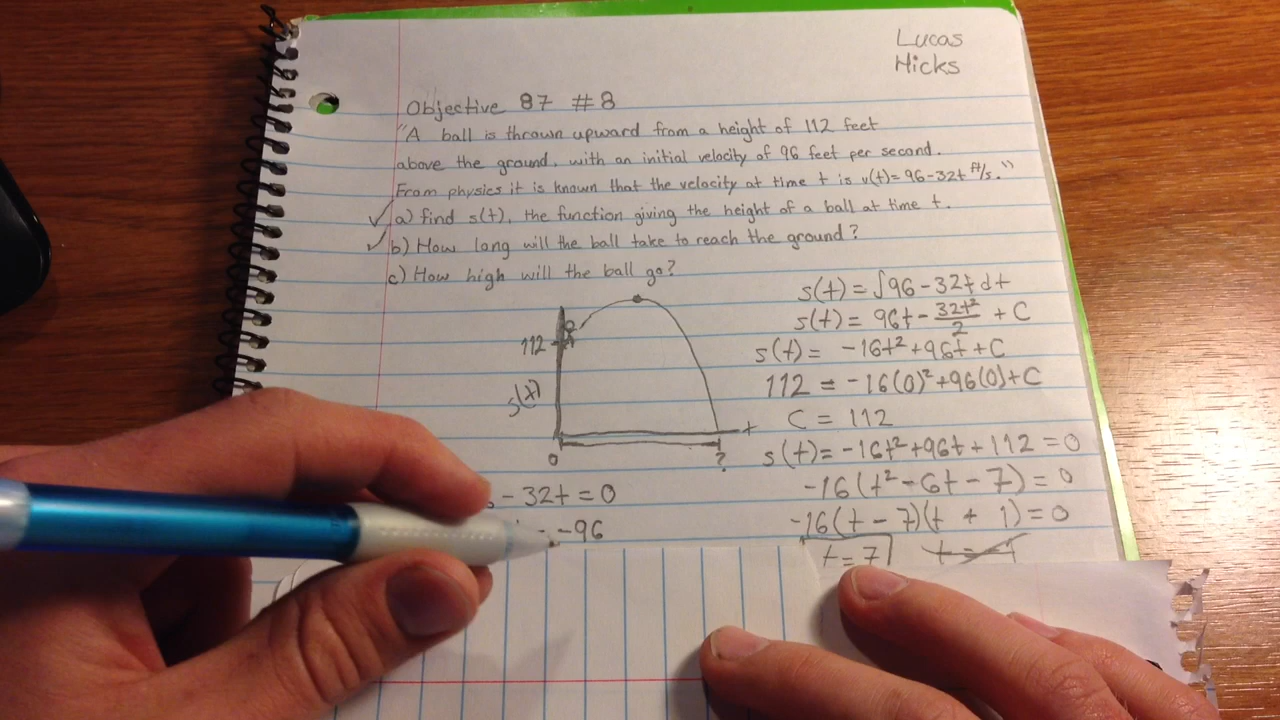 Lucas
Hicks
Objective 87 #8
"A ball is thrown upward from a height of 112 feet
above the ground, with an initial velocity of 96 feet per second.
From physics it is known that the velocity at time t is v(t)=96-32t ft/s."
a) find s(t), the function giving the height of a ball at time t.
b) How long will the ball take to reach the ground?
c) How high will the ball go?
112
s(t)
t
0
?
s(t) = ∫96-32t dt
s(t) = 96t - 32t²/2 + C
s(t) = -16t²+96t+C
112 = -16(0)²+96(0)+C
C = 112
s(t) = -16t²+96t+112 = 0
-16(t²-6t-7) = 0
-16(t-7)(t + 1) = 0
t = 7
- 32t = 0
-96